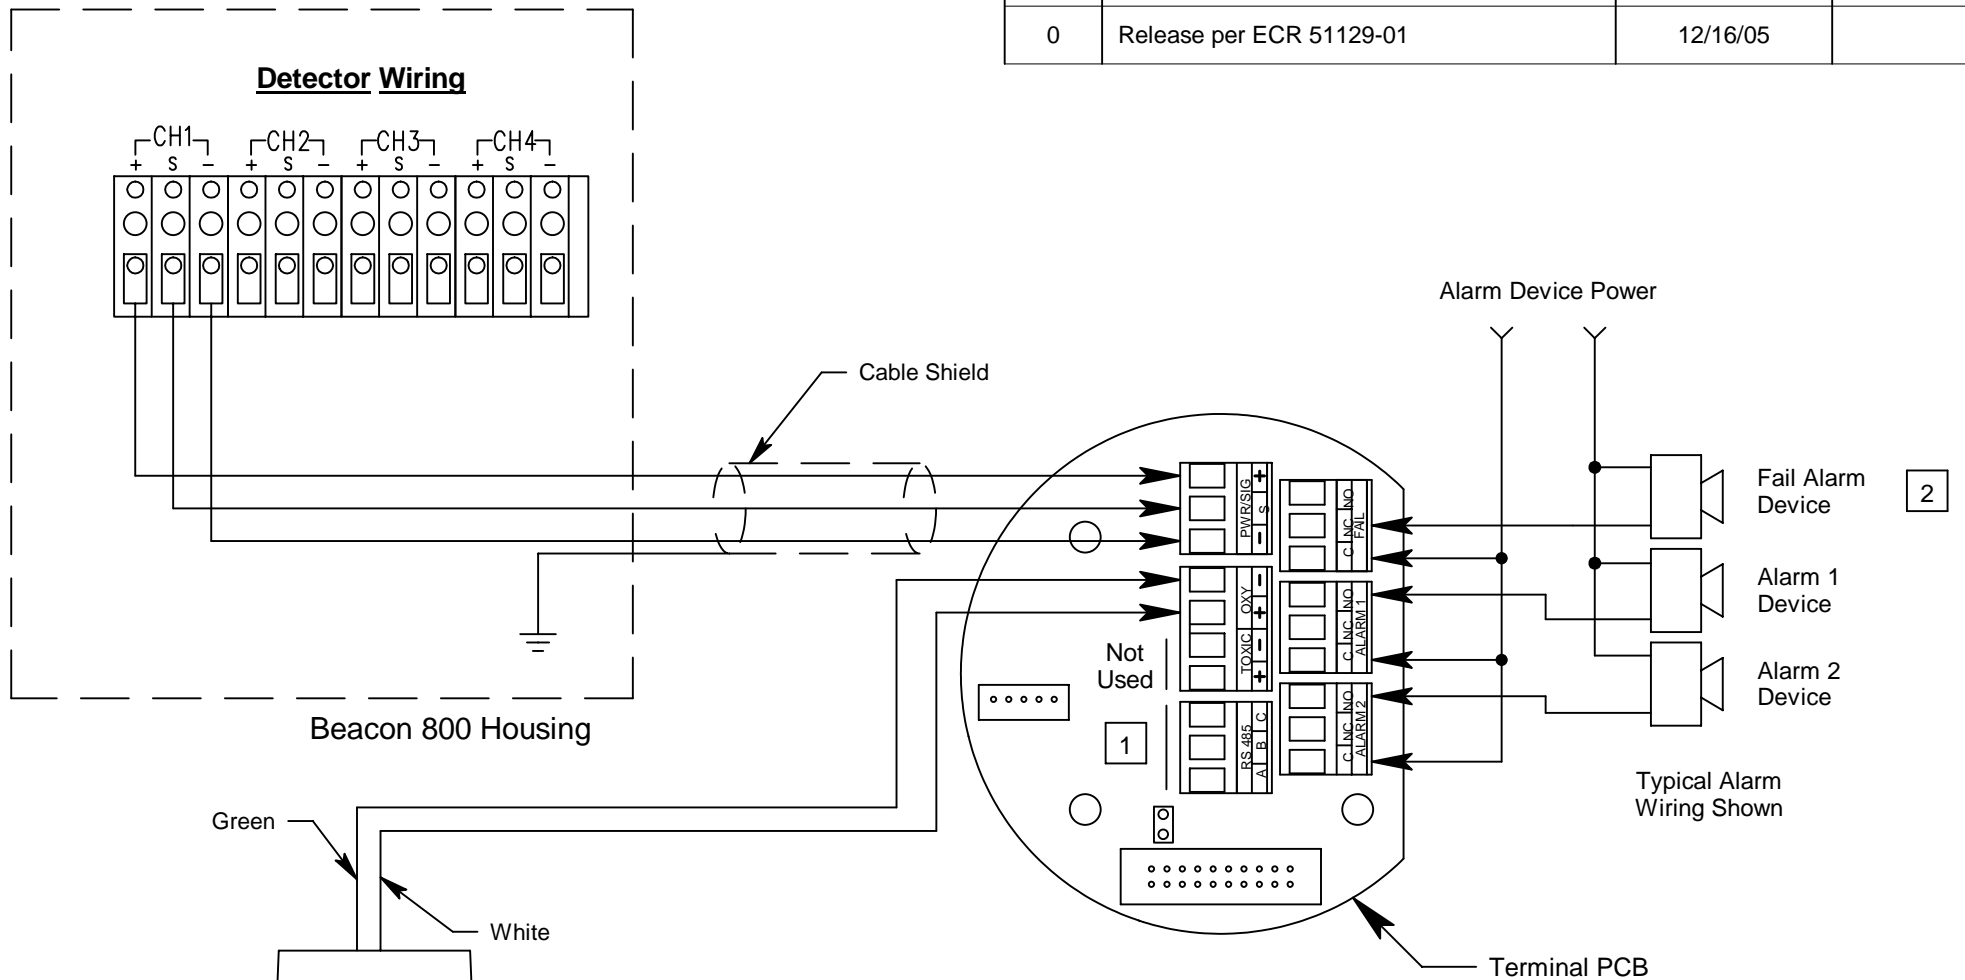 0 Release per ECR 51129-01 12/16/05
Detector Wiring
CH1 CH2 CH3 CH4
+ S - + S - + S - + S -
Alarm Device Power
Cable Shield
PWR/SIG
+ S -
FAIL
C NC NO
Fail Alarm
Device
2
OXY
- +
TOXIC
- +
ALARM 1
C NC NO
Alarm 1
Device
Not
Used
ALARM 2
C NC NO
Alarm 2
Device
Beacon 800 Housing
1
RS 485
A B C
Typical Alarm
Wiring Shown
Green
White
Terminal PCB